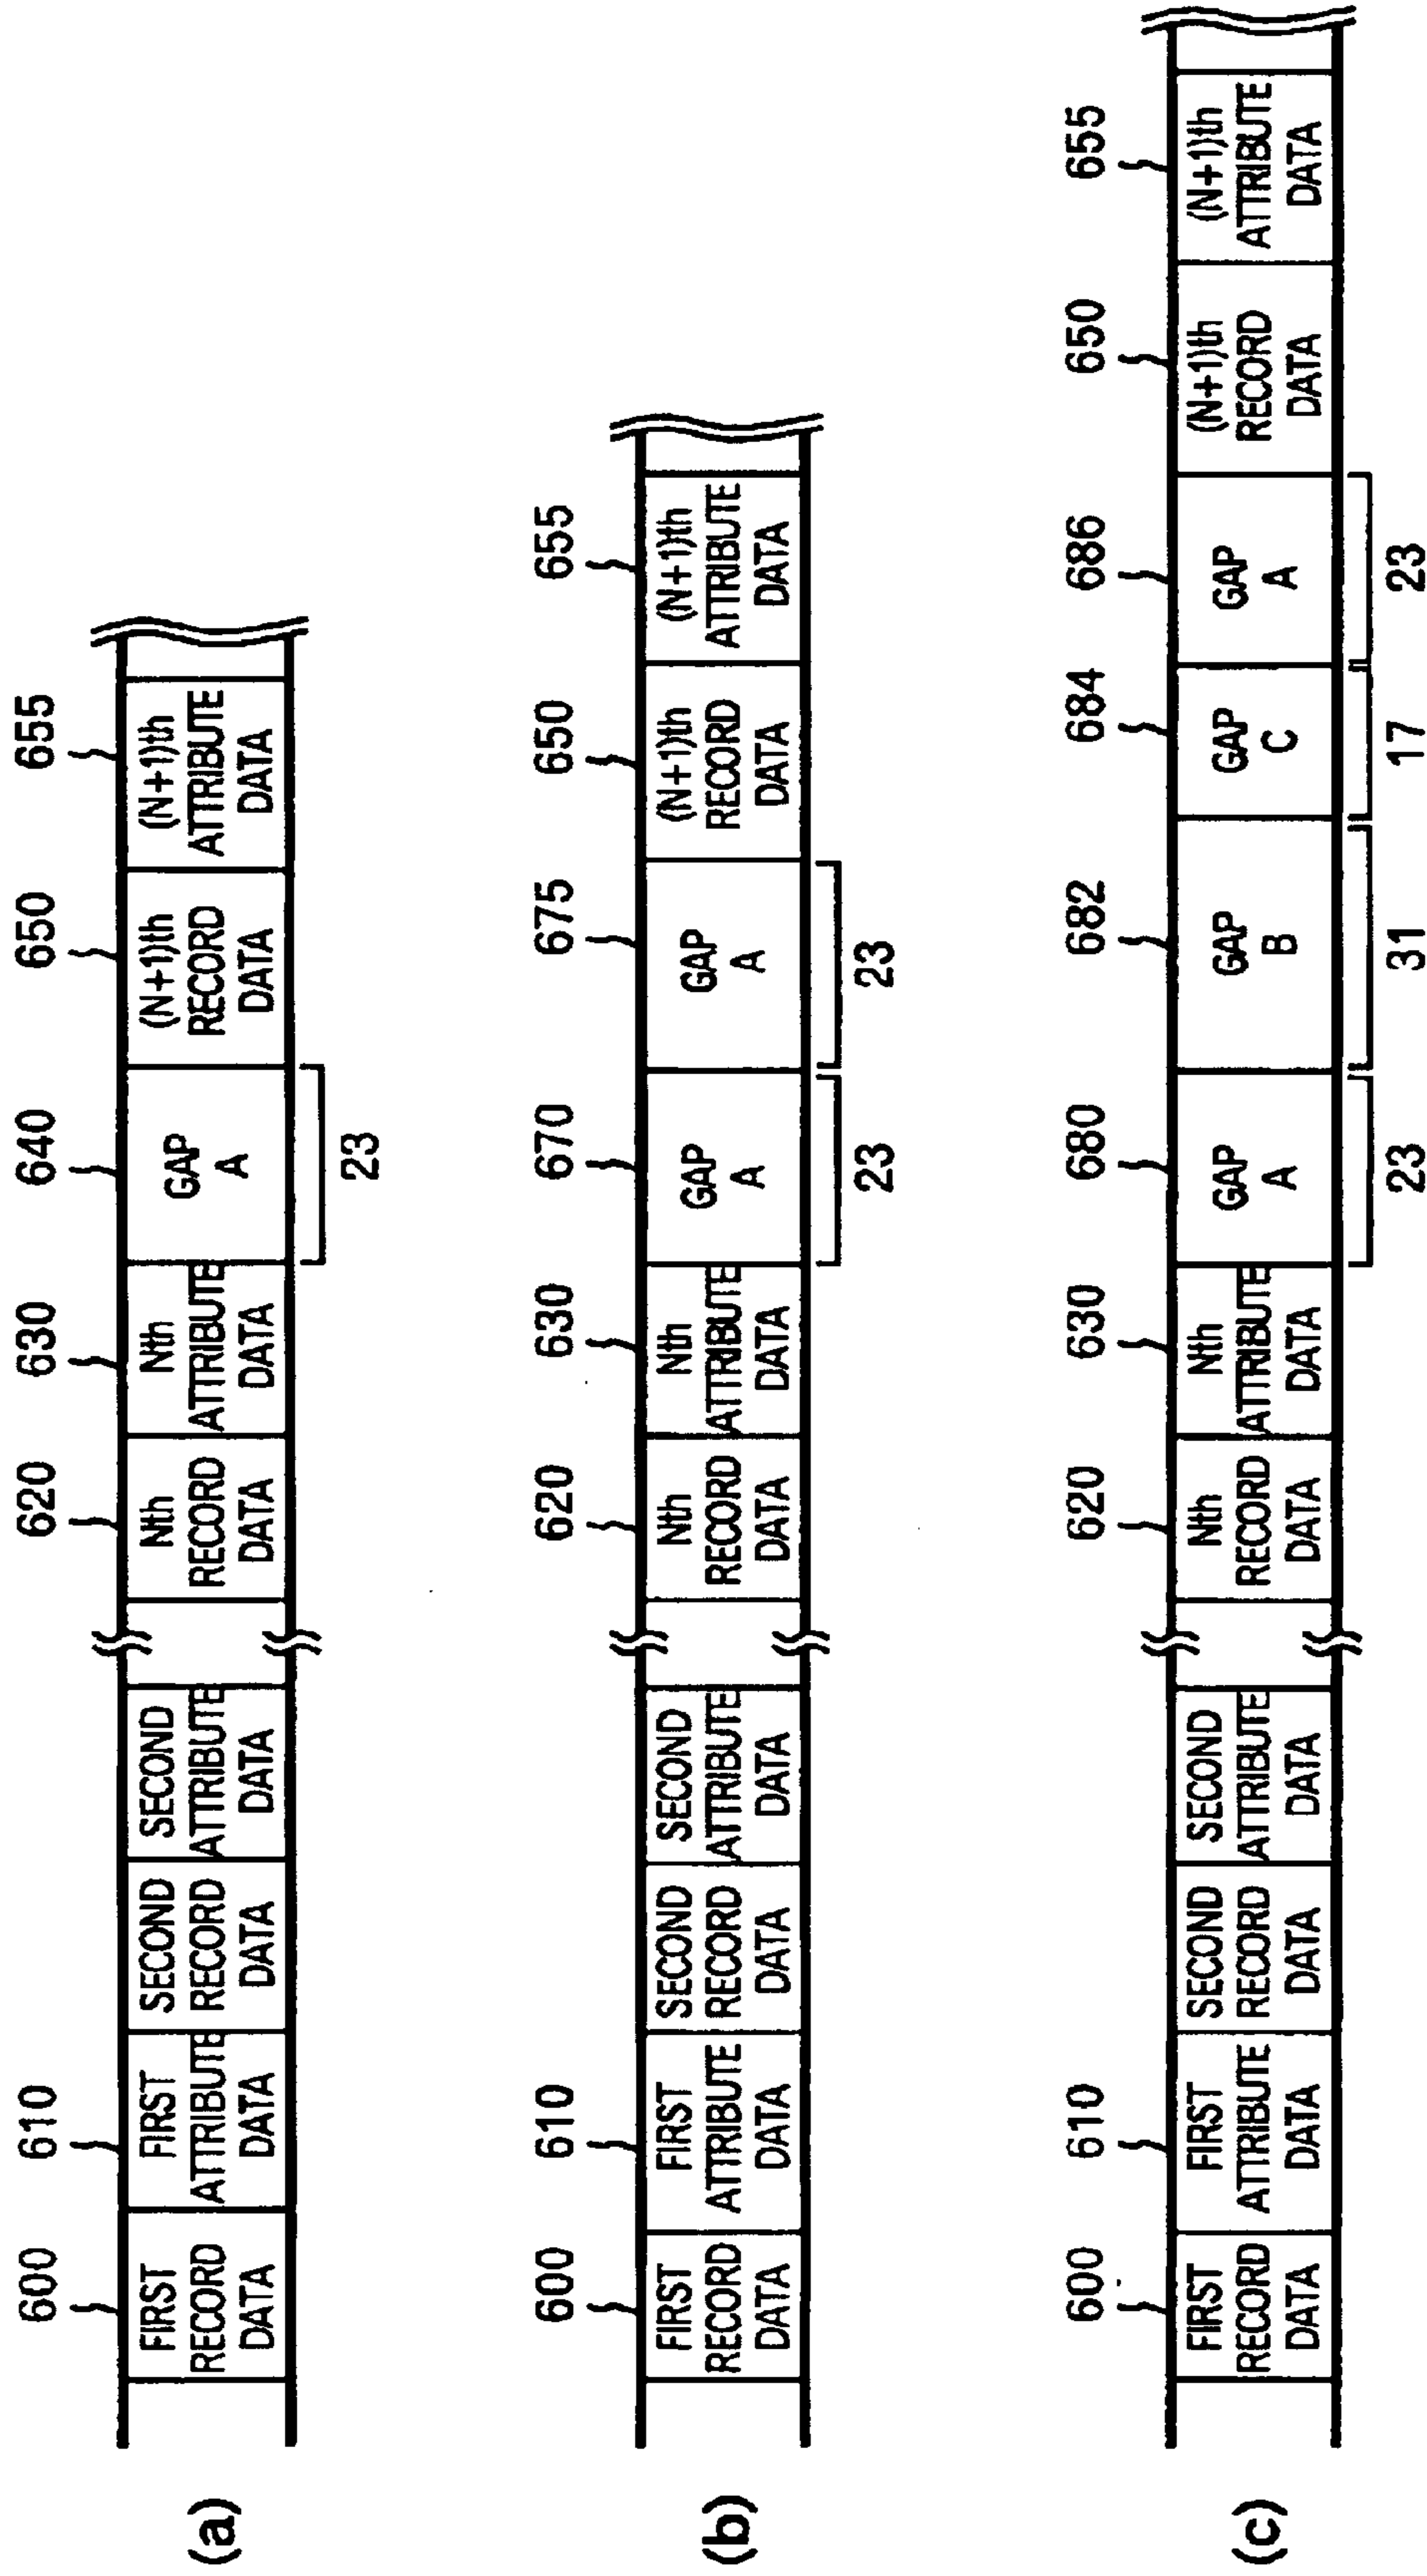 (a)
600
610
620
630
640
650
655
FIRST
RECORD
DATA
FIRST
ATTRIBUTE
DATA
SECOND
RECORD
DATA
SECOND
ATTRIBUTE
DATA
Nth
RECORD
DATA
Nth
ATTRIBUTE
DATA
GAP
A
(N+1)th
RECORD
DATA
(N+1)th
ATTRIBUTE
DATA
23
(b)
600
610
620
630
670
675
650
655
FIRST
RECORD
DATA
FIRST
ATTRIBUTE
DATA
SECOND
RECORD
DATA
SECOND
ATTRIBUTE
DATA
Nth
RECORD
DATA
Nth
ATTRIBUTE
DATA
GAP
A
GAP
A
(N+1)th
RECORD
DATA
(N+1)th
ATTRIBUTE
DATA
23
23
(c)
600
610
620
630
680
682
684
686
650
655
FIRST
RECORD
DATA
FIRST
ATTRIBUTE
DATA
SECOND
RECORD
DATA
SECOND
ATTRIBUTE
DATA
Nth
RECORD
DATA
Nth
ATTRIBUTE
DATA
GAP
A
GAP
B
GAP
C
GAP
A
(N+1)th
RECORD
DATA
(N+1)th
ATTRIBUTE
DATA
23
31
17
23